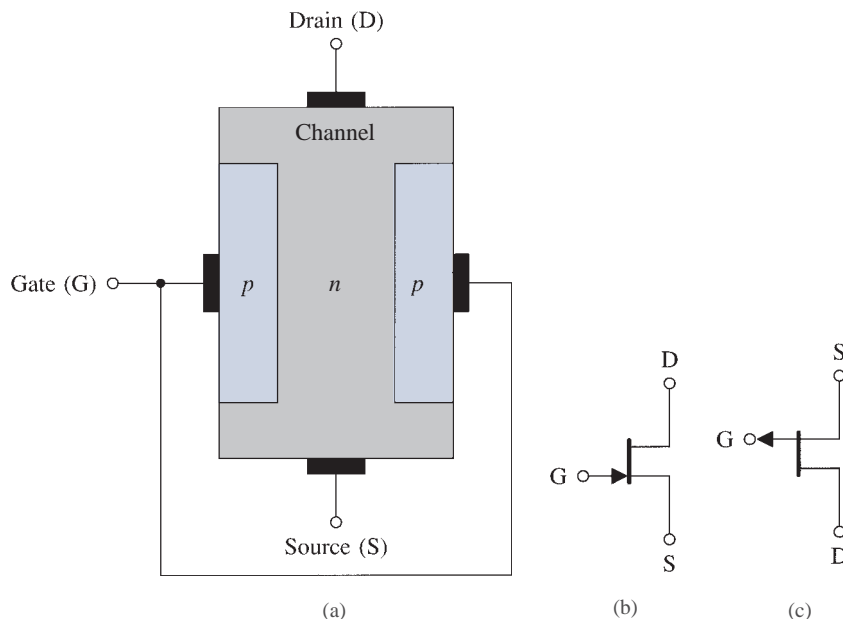 Drain (D)
Channel
Gate (G)
p
n
p
Source (S)
(a)
D
G
S
(b)
S
G
D
(c)